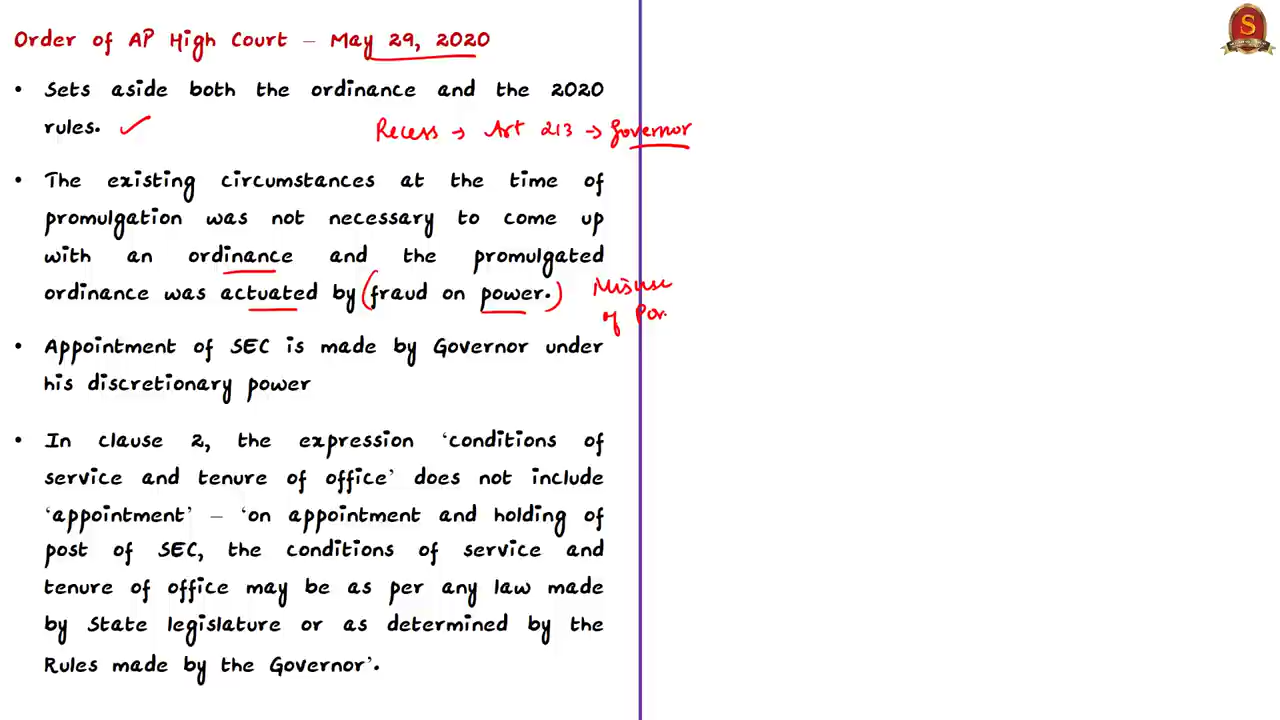 Order of AP High Court – May 29, 2020
• Sets aside both the ordinance and the 2020
rules.
Recess → Art 213 → Governor
• The existing circumstances at the time of
promulgation was not necessary to come up
with an ordinance and the promulgated
ordinance was actuated by (fraud on power.)
Misuse
of Pow
• Appointment of SEC is made by Governor under
his discretionary power
• In clause 2, the expression ‘conditions of
service and tenure of office’ does not include
‘appointment’ – ‘on appointment and holding of
post of SEC, the conditions of service and
tenure of office may be as per any law made
by State legislature or as determined by the
Rules made by the Governor’.
S